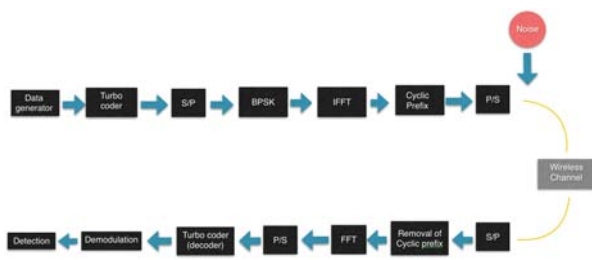 Noise
Data
generator
Turbo
coder
S/P
BPSK
IFFT
Cyclic
Prefix
P/S
Wireless
Channel
Detection
Demodulation
Turbo coder
(decoder)
P/S
FFT
Removal of
Cyclic prefix
S/P